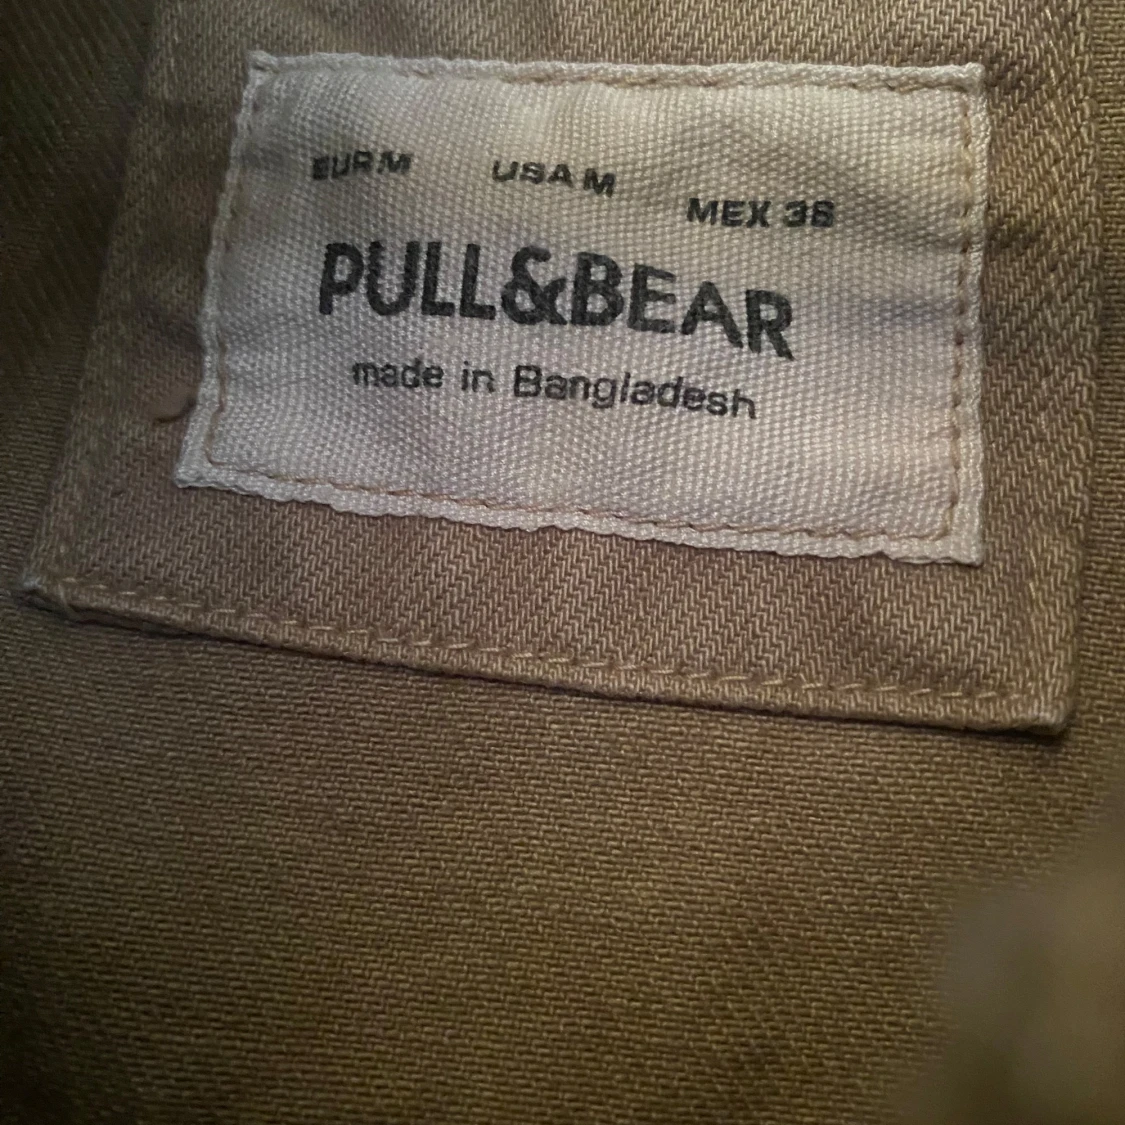 EUR M USA M MEX 38
PULL&BEAR
made in Bangladesh